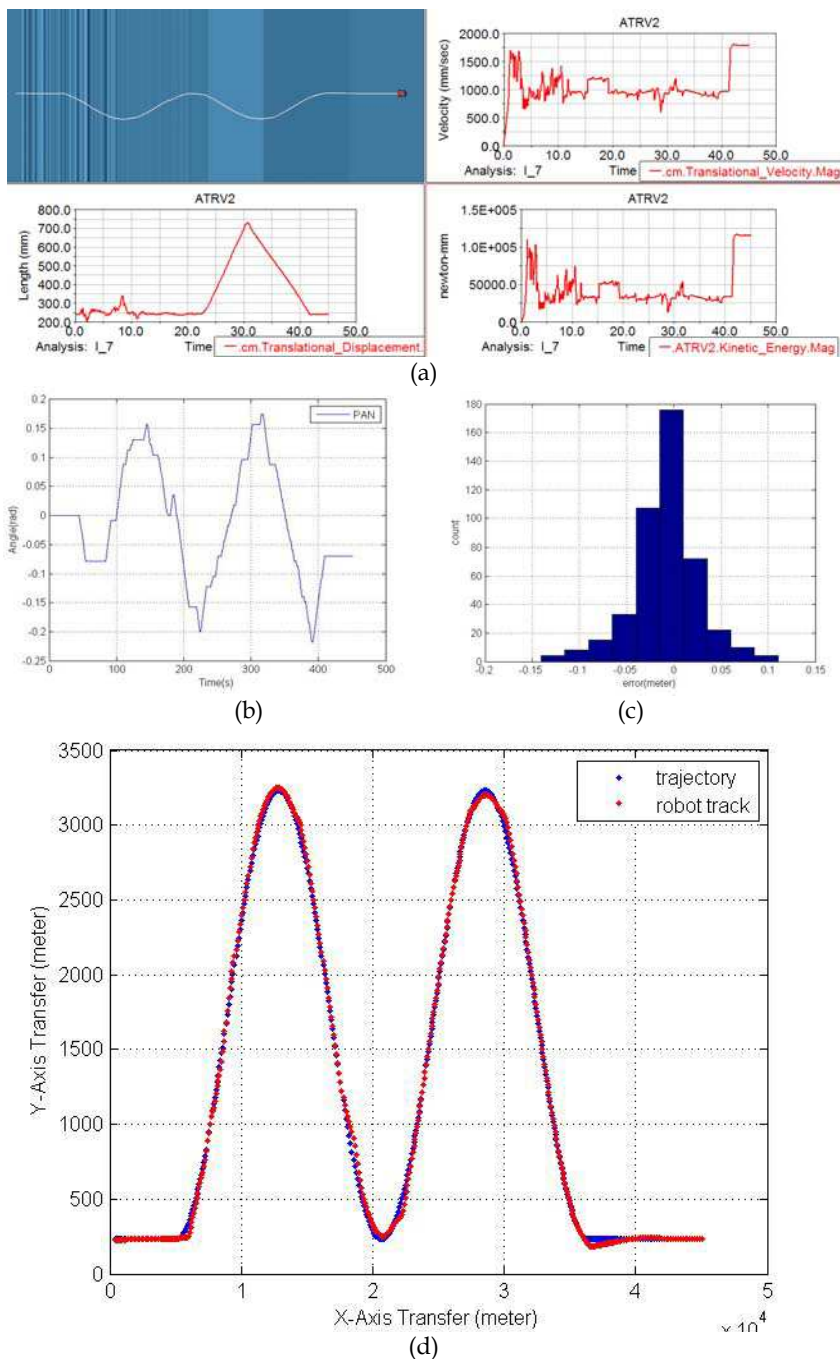 ATRV2
2000.0
1500.0
1000.0
500.0
0.0
Velocity (mm/sec)
0.0 10.0 20.0 30.0 40.0 50.0
Analysis: I_7 Time .cm.Translational_Velocity.Mag
ATRV2
800.0
700.0
600.0
500.0
400.0
300.0
200.0
Length (mm)
0.0 10.0 20.0 30.0 40.0 50.0
Analysis: I_7 Time .cm.Translational_Displacement.
ATRV2
1.5E+005
1.0E+005
50000.0
0.0
newton-mm
0.0 10.0 20.0 30.0 40.0 50.0
Analysis: I_7 Time .ATRV2.Kinetic_Energy.Mag
(a)
0.2
0.15
0.1
0.05
0
-0.05
-0.1
-0.15
-0.2
-0.25
Angle(rad)
PAN
0 100 200 300 400 500
Time(s)
(b)
180
160
140
120
100
80
60
40
20
0
count
-0.2 -0.15 -0.1 -0.05 0 0.05 0.1 0.15
error(meter)
(c)
3500
3000
2500
2000
1500
1000
500
0
Y-Axis Transfer (meter)
trajectory
robot track
0 1 2 3 4 5
X-Axis Transfer (meter)
x 10^4
(d)